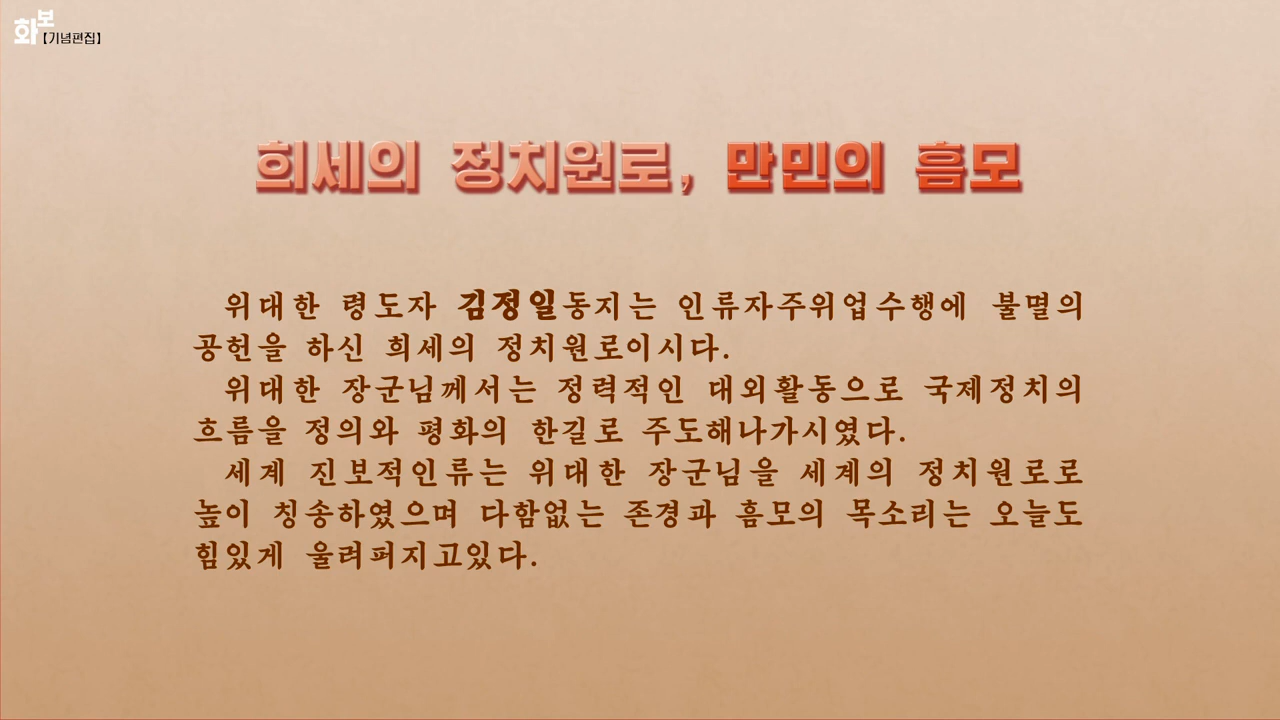 화보
【기념편집】
희세의 정치원로, 만민의 흠모
위대한 령도자 김정일동지는 인류자주위업수행에 불멸의
공헌을 하신 희세의 정치원로이시다.
위대한 장군님께서는 정력적인 대외활동으로 국제정치의
흐름을 정의와 평화의 한길로 주도해나가시였다.
세계 진보적인류는 위대한 장군님을 세계의 정치원로로
높이 칭송하였으며 다함없는 존경과 흠모의 목소리는 오늘도
힘있게 울려퍼지고있다.